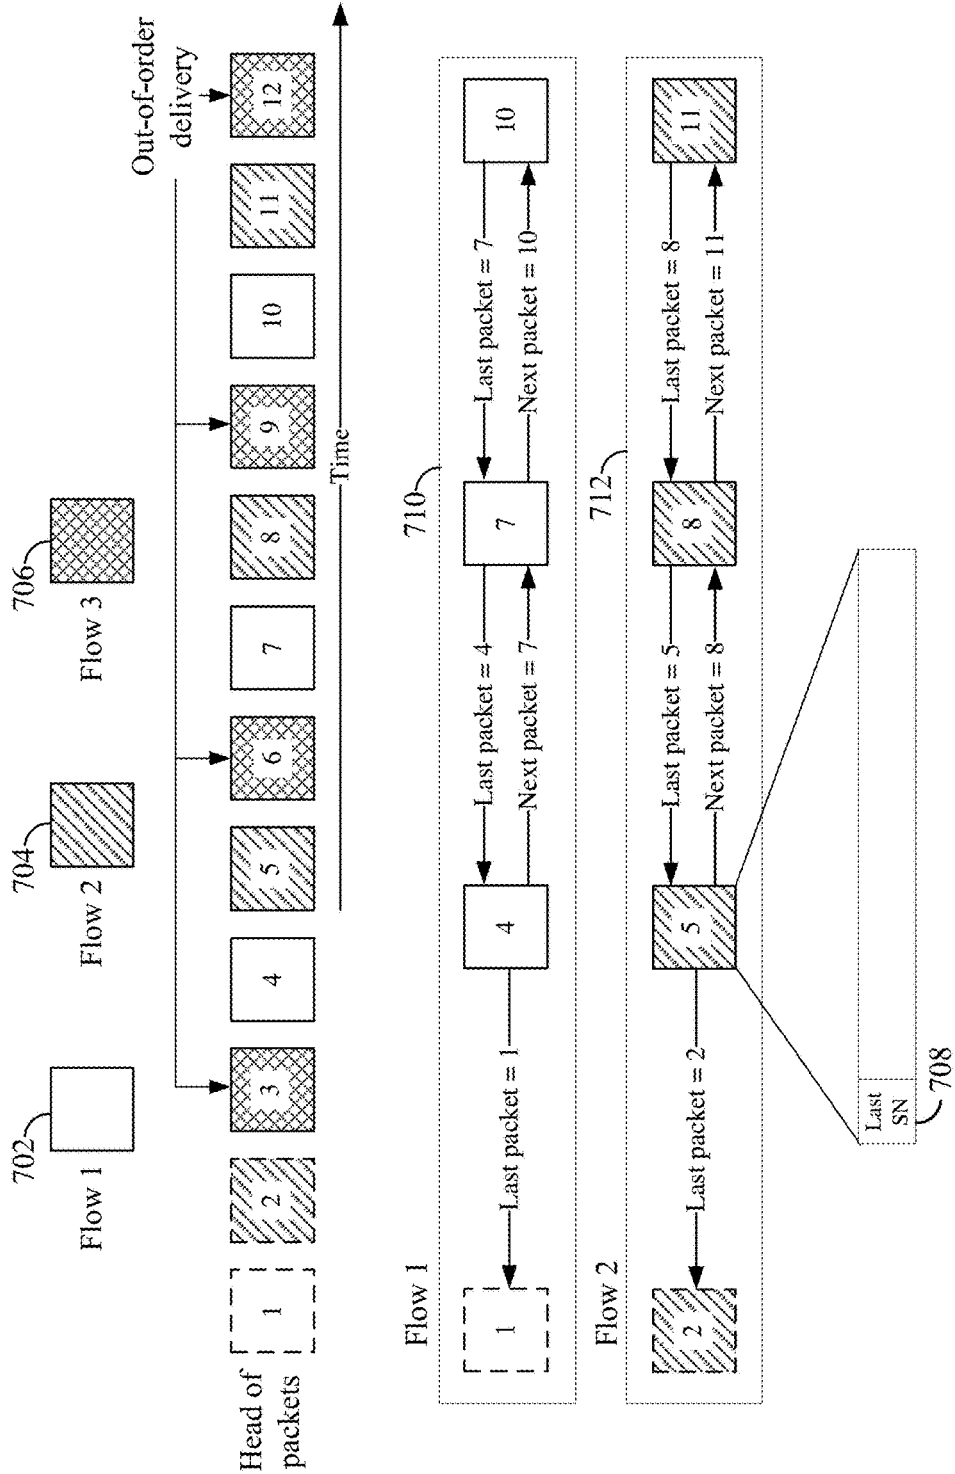 702
704
706
Flow 1
Flow 2
Flow 3
Out-of-order
delivery
Head of
packets
1
2
3
4
5
6
7
8
9
10
11
12
Time
Flow 1
710
1
Last packet = 1
4
Last packet = 4
Next packet = 7
7
Last packet = 7
Next packet = 10
10
Flow 2
712
2
Last packet = 2
5
Last packet = 5
Next packet = 8
8
Last packet = 8
Next packet = 11
11
Last
SN
708